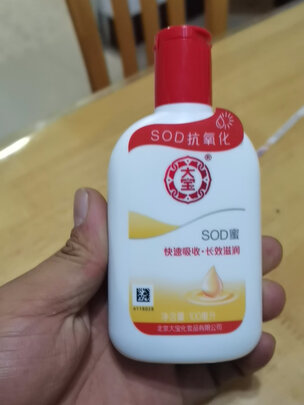 SOD抗氧化
大宝
®
SOD蜜
快速吸收·长效滋润
净含量:100毫升
北京大宝化妆品有限公司